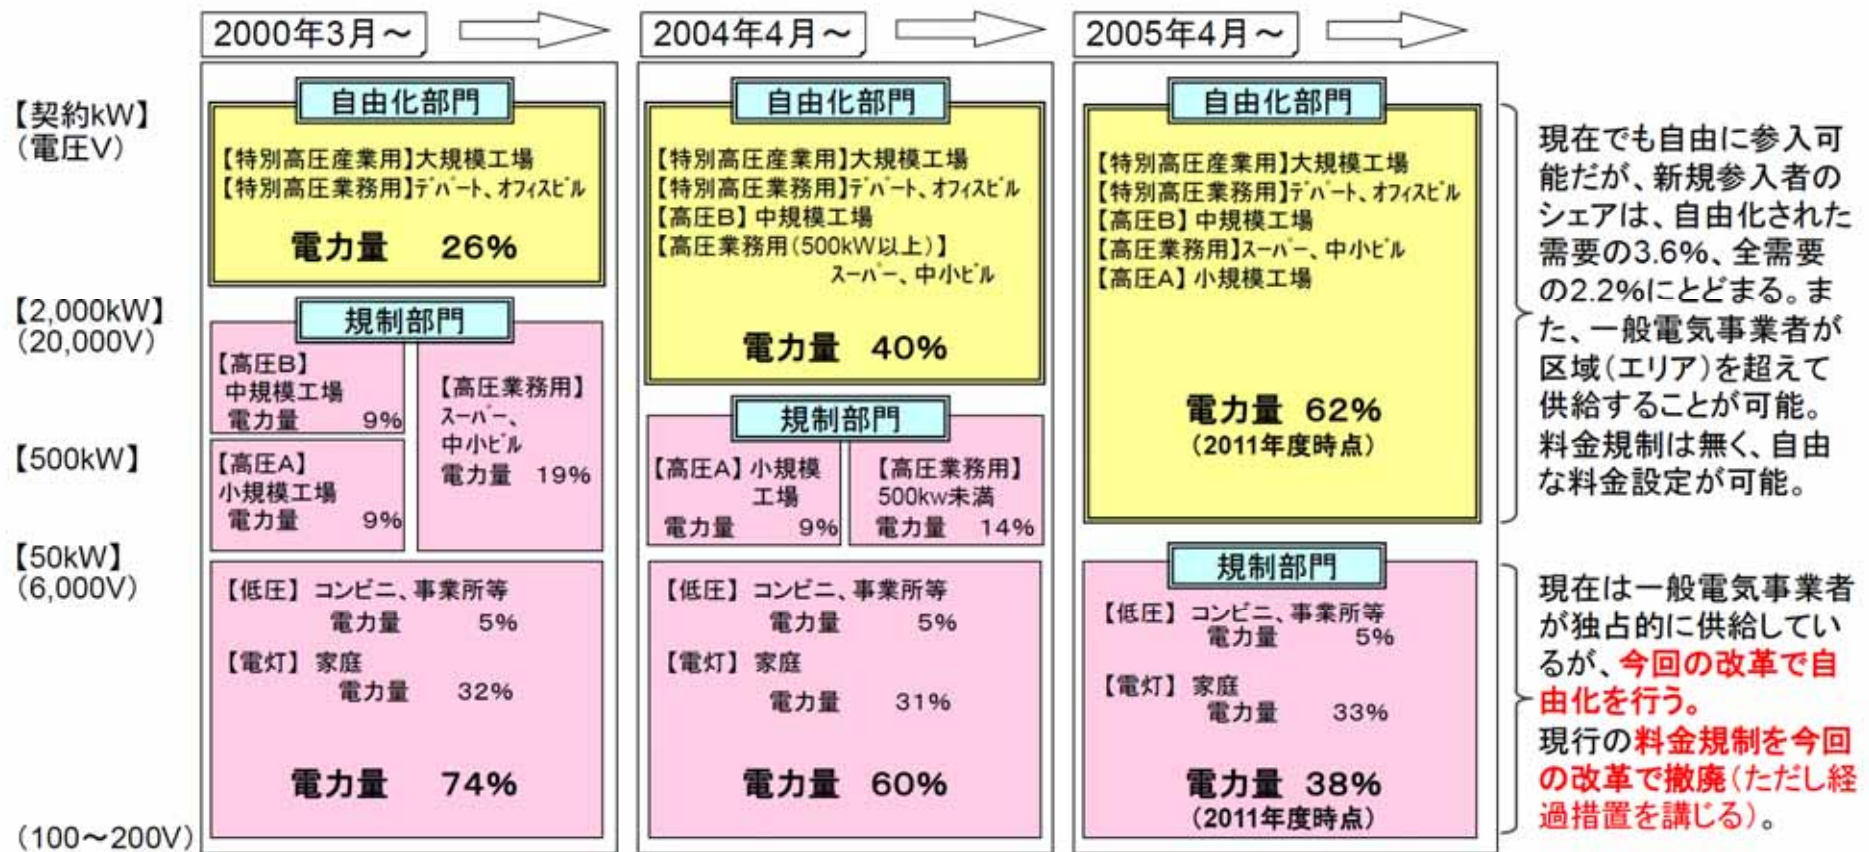 2000年3月～
2004年4月～
2005年4月～
【契約kW】
（電圧V）
【2,000kW】
（20,000V）
【500kW】
【50kW】
（6,000V）
（100～200V）
自由化部門
【特別高圧産業用】大規模工場
【特別高圧業務用】ﾃﾞﾊﾟｰﾄ、ｵﾌｨｽﾋﾞﾙ
電力量 26%
規制部門
【高圧B】
中規模工場
電力量 9%
【高圧A】
小規模工場
電力量 9%
【高圧業務用】
ｽｰﾊﾟｰ、
中小ﾋﾞﾙ
電力量 19%
【低圧】コンビニ、事業所等
電力量 5%
【電灯】家庭
電力量 32%
電力量 74%
自由化部門
【特別高圧産業用】大規模工場
【特別高圧業務用】ﾃﾞﾊﾟｰﾄ、ｵﾌｨｽﾋﾞﾙ
【高圧B】中規模工場
【高圧業務用（500kW以上）】
ｽｰﾊﾟｰ、中小ﾋﾞﾙ
電力量 40%
規制部門
【高圧A】小規模
工場
電力量 9%
【高圧業務用】
500kw未満
電力量 14%
【低圧】コンビニ、事業所等
電力量 5%
【電灯】家庭
電力量 31%
電力量 60%
自由化部門
【特別高圧産業用】大規模工場
【特別高圧業務用】ﾃﾞﾊﾟｰﾄ、ｵﾌｨｽﾋﾞﾙ
【高圧B】中規模工場
【高圧業務用】ｽｰﾊﾟｰ、中小ﾋﾞﾙ
【高圧A】小規模工場
電力量 62%
（2011年度時点）
規制部門
【低圧】コンビニ、事業所等
電力量 5%
【電灯】家庭
電力量 33%
電力量 38%
（2011年度時点）
現在でも自由に参入可
能だが、新規参入者の
シェアは、自由化された
需要の3.6%、全需要
の2.2%にとどまる。ま
た、一般電気事業者が
区域（エリア）を超えて
供給することが可能。
料金規制は無く、自由
な料金設定が可能。
現在は一般電気事業者
が独占的に供給してい
るが、今回の改革で自
由化を行う。
現行の料金規制を今回
の改革で撤廃（ただし経
過措置を講じる）。